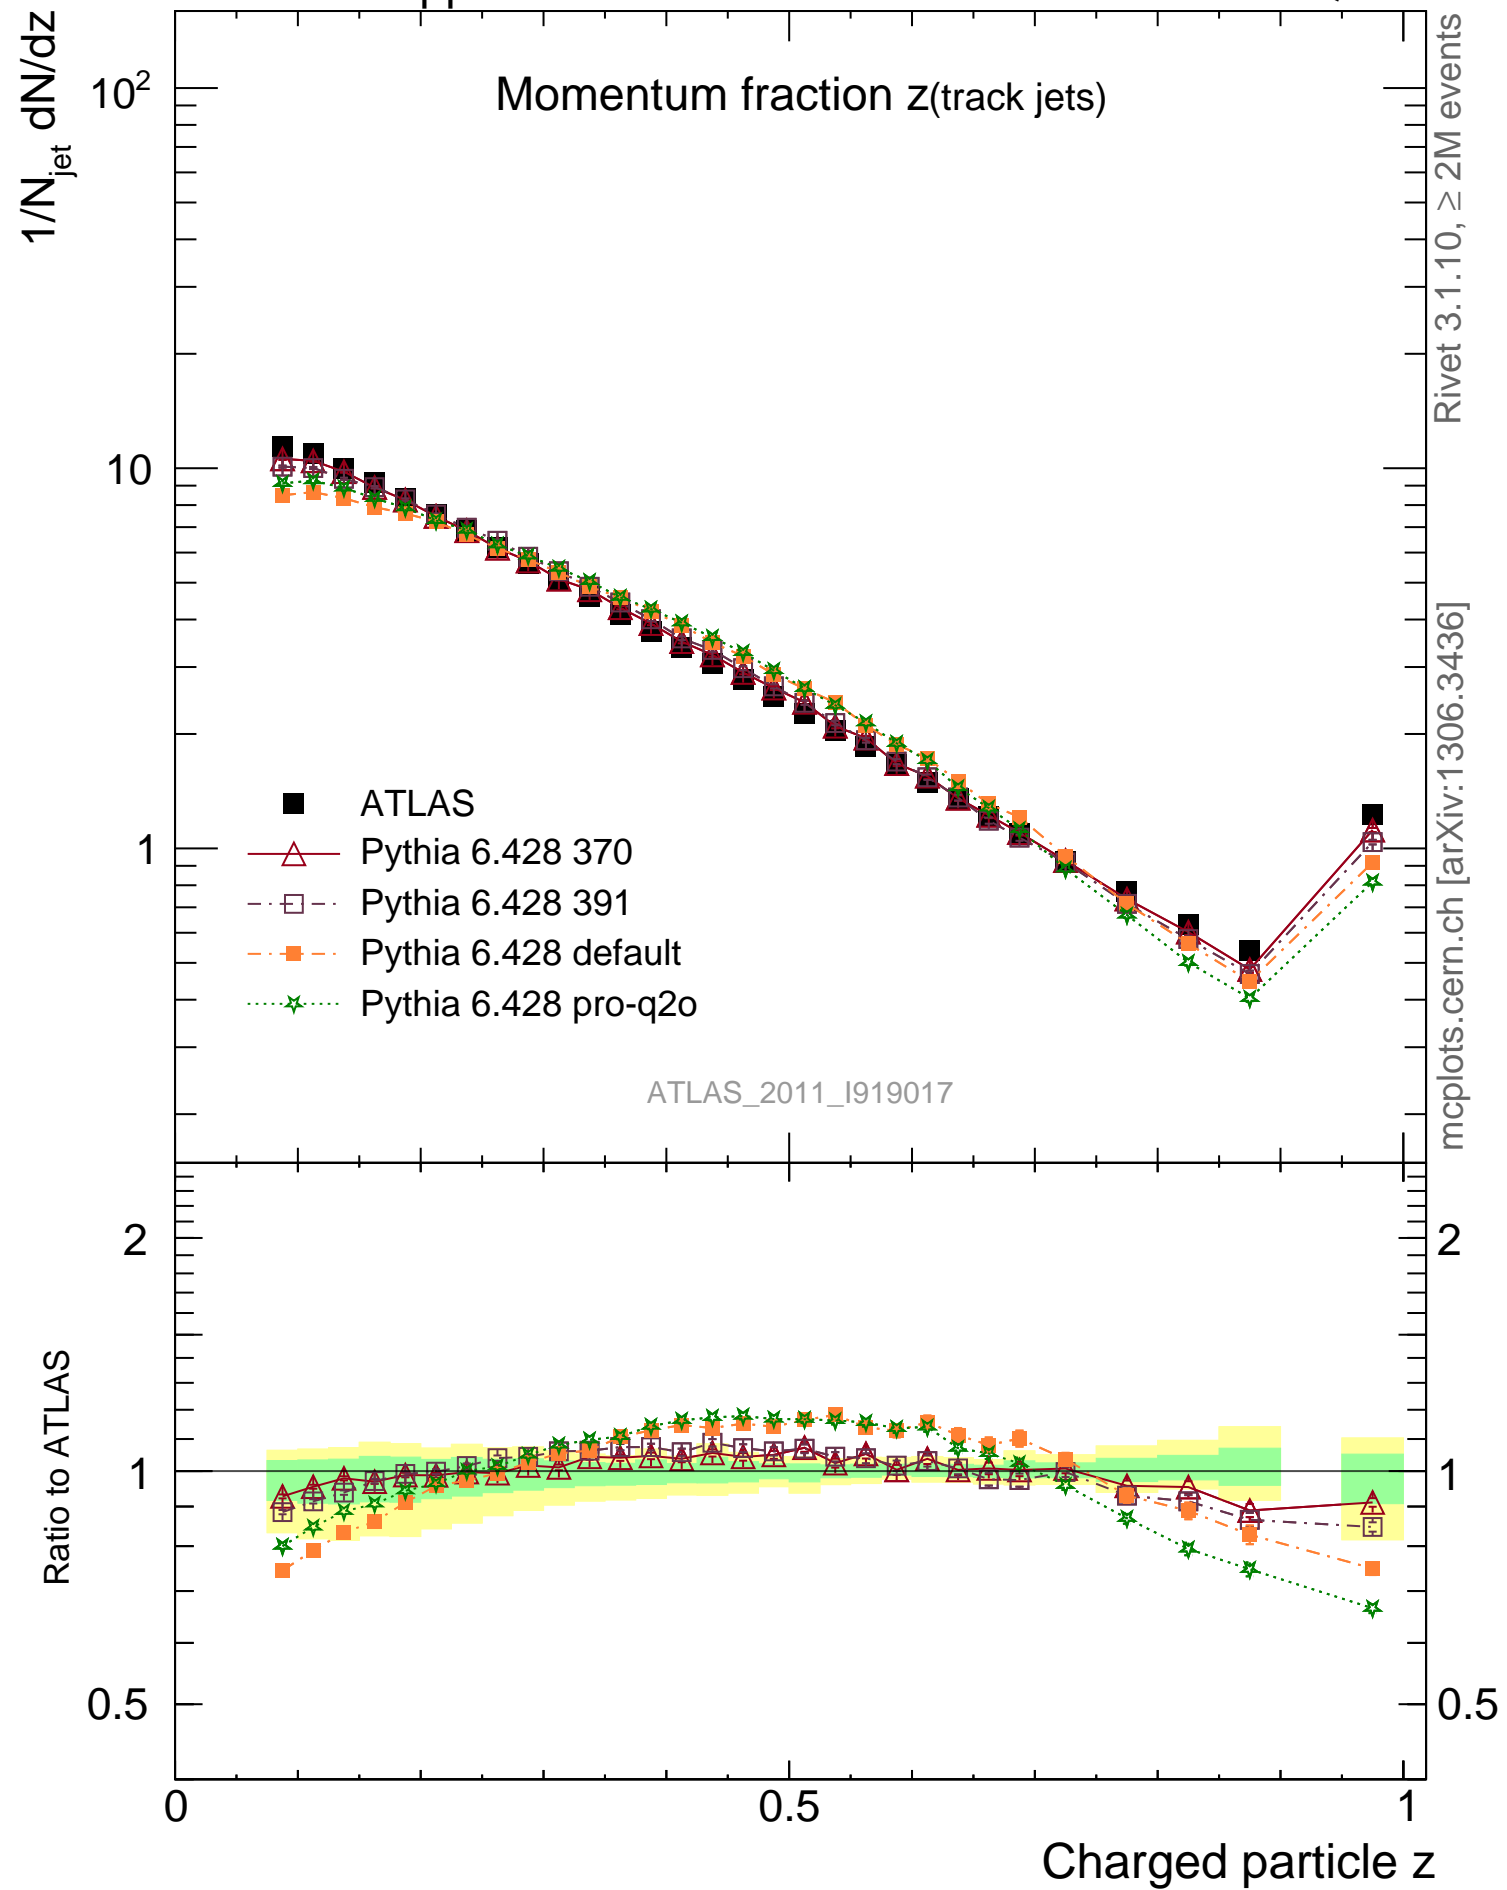 pp
1/N_jet dN/dz
Momentum fraction z(track jets)
10^2
10
1
ATLAS
Pythia 6.428 370
Pythia 6.428 391
Pythia 6.428 default
Pythia 6.428 pro-q2o
ATLAS_2011_I919017
Rivet 3.1.10, ≥ 2M events
mcplots.cern.ch [arXiv:1306.3436]
Ratio to ATLAS
2
1
0.5
2
1
0.5
0
0.5
1
Charged particle z